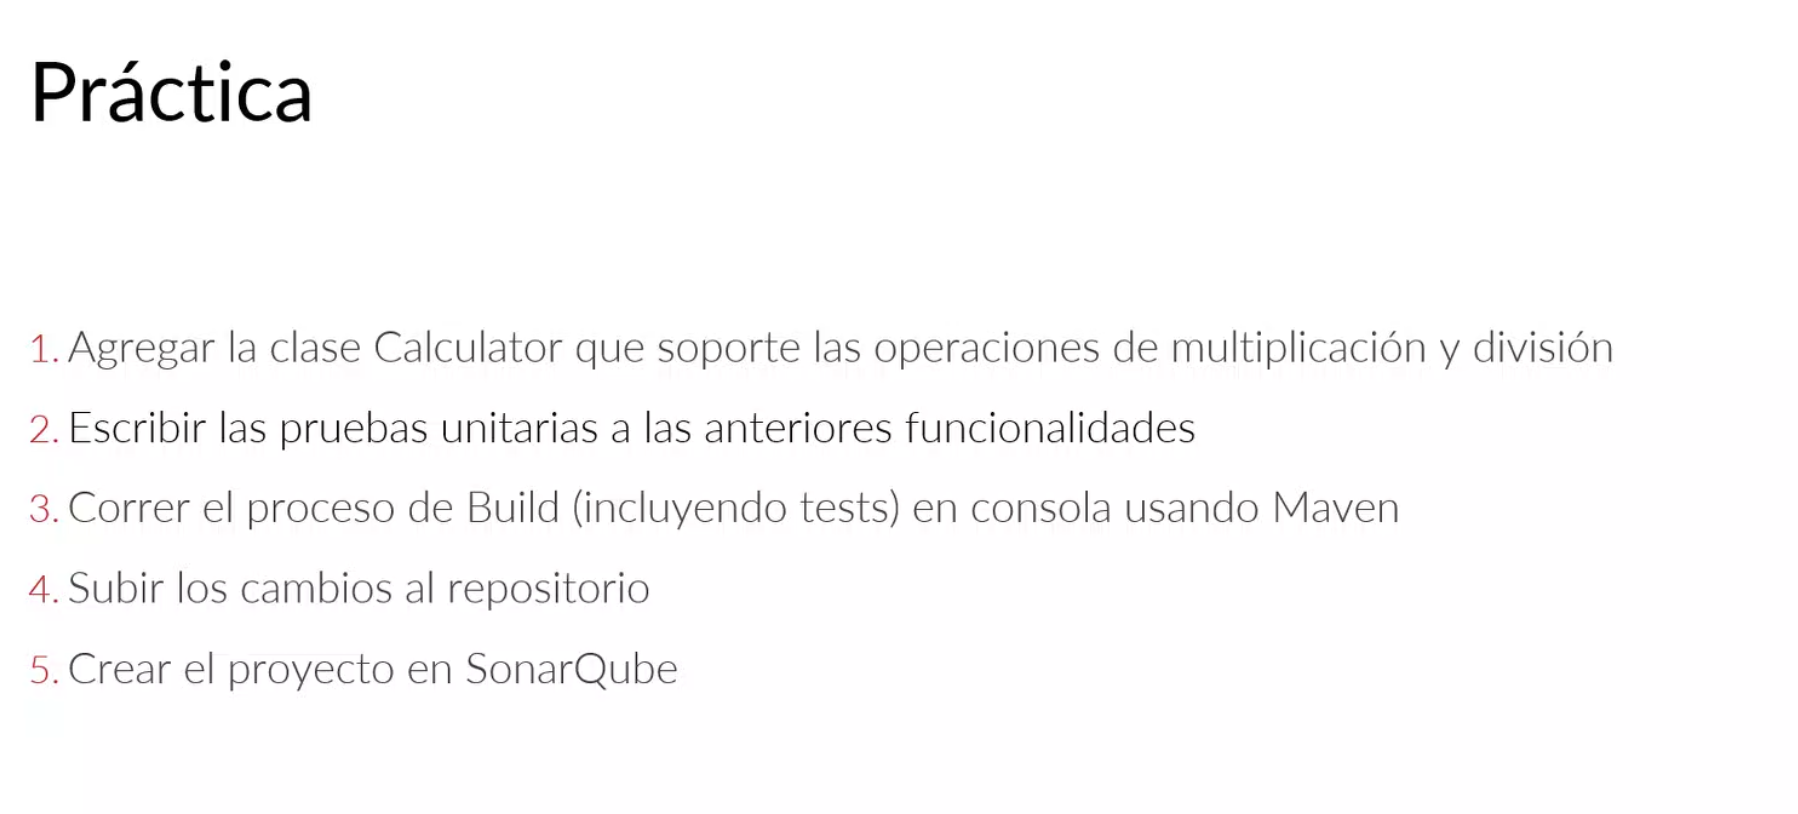 Práctica
1. Agregar la clase Calculator que soporte las operaciones de multiplicación y división
2. Escribir las pruebas unitarias a las anteriores funcionalidades
3. Correr el proceso de Build (incluyendo tests) en consola usando Maven
4. Subir los cambios al repositorio
5. Crear el proyecto en SonarQube